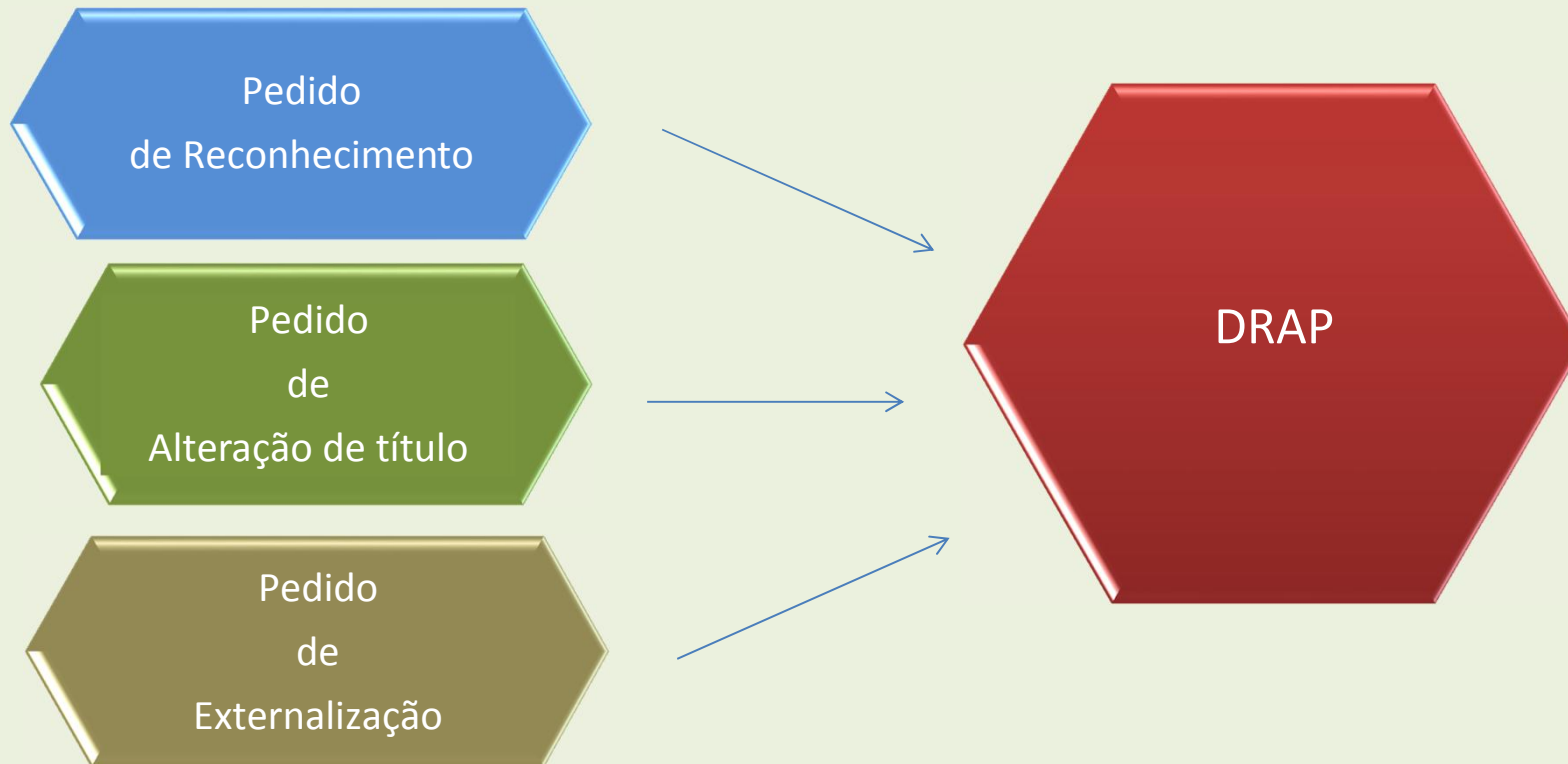 Pedido
de Reconhecimento
Pedido
de
Alteração de título
Pedido
de
Externalização
DRAP